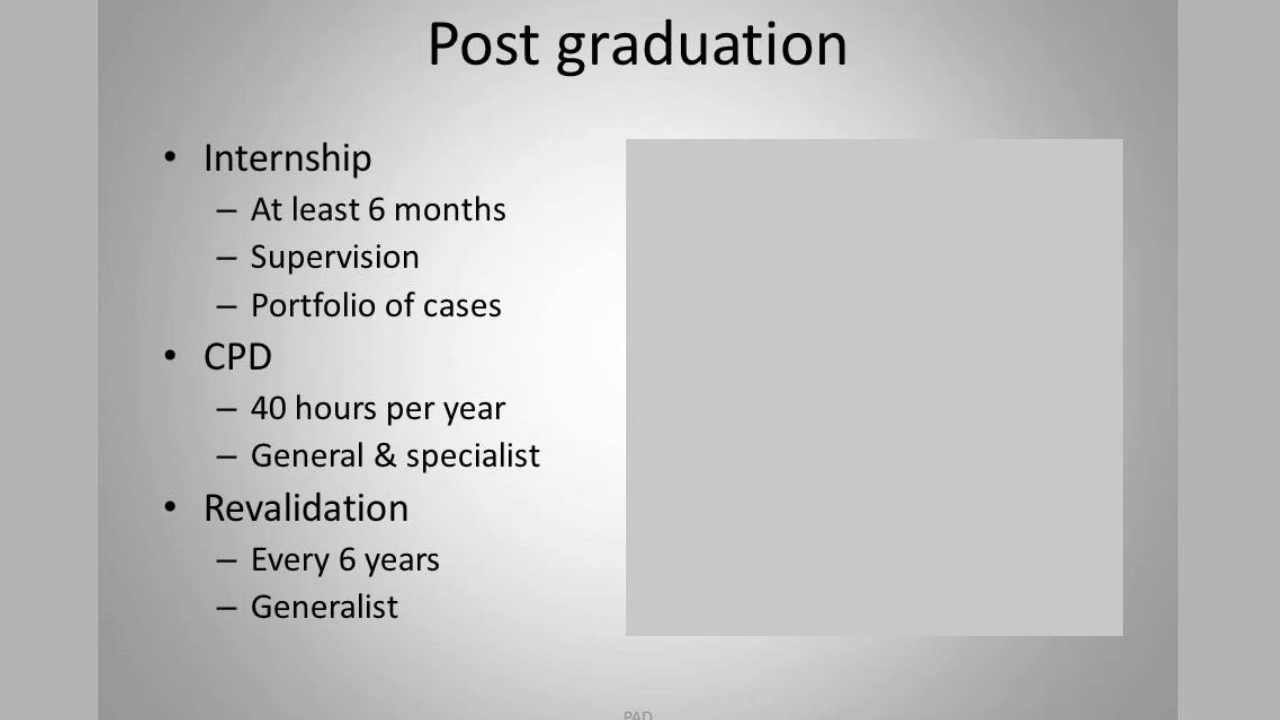 Post graduation
• Internship
– At least 6 months
– Supervision
– Portfolio of cases
• CPD
– 40 hours per year
– General & specialist
• Revalidation
– Every 6 years
– Generalist
PAD